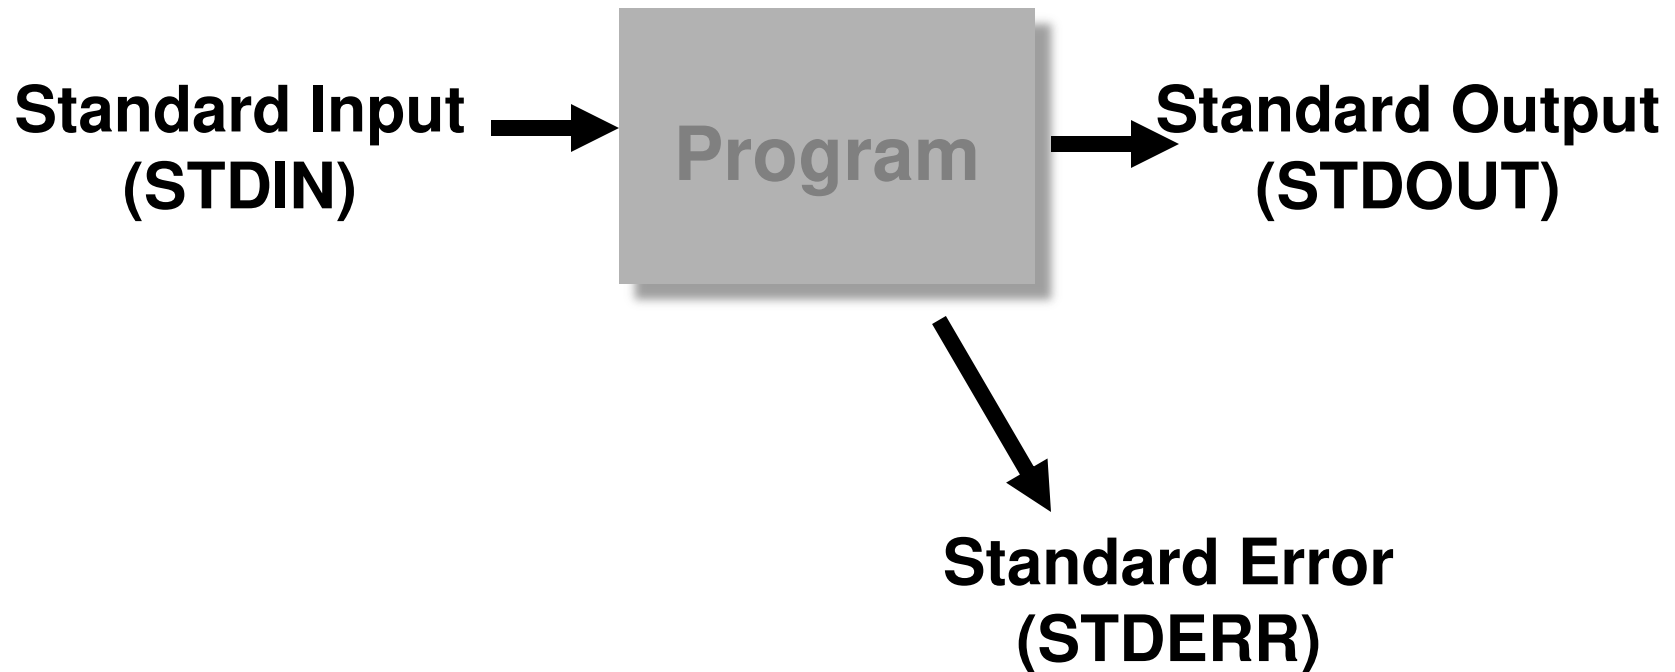 Standard Input
(STDIN)
Program
Standard Output
(STDOUT)
Standard Error
(STDERR)